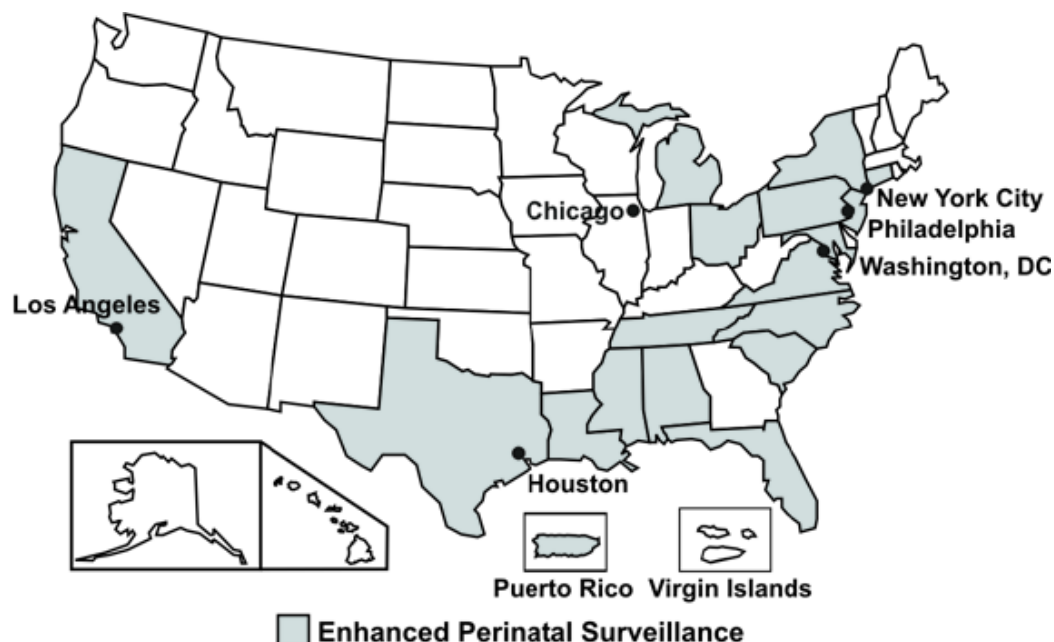 Chicago
New York City
Philadelphia
Washington, DC
Los Angeles
Houston
Puerto Rico
Virgin Islands
Enhanced Perinatal Surveillance